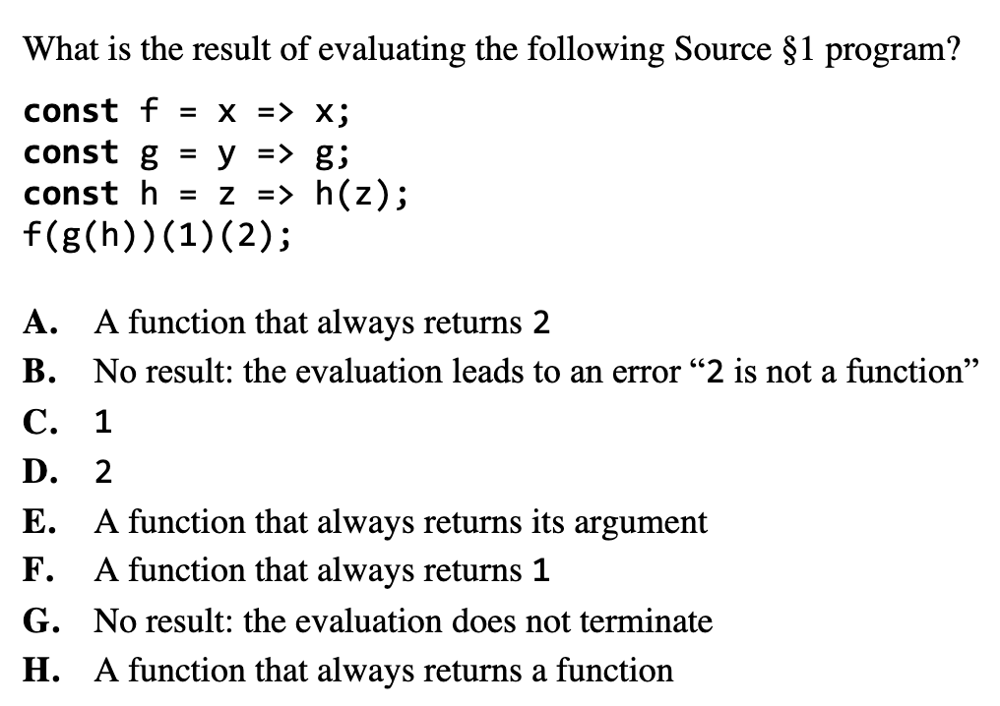 What is the result of evaluating the following Source §1 program?
const f = x => x;
const g = y => g;
const h = z => h(z);
f(g(h))(1)(2);
A. A function that always returns 2
B. No result: the evaluation leads to an error “2 is not a function”
C. 1
D. 2
E. A function that always returns its argument
F. A function that always returns 1
G. No result: the evaluation does not terminate
H. A function that always returns a function